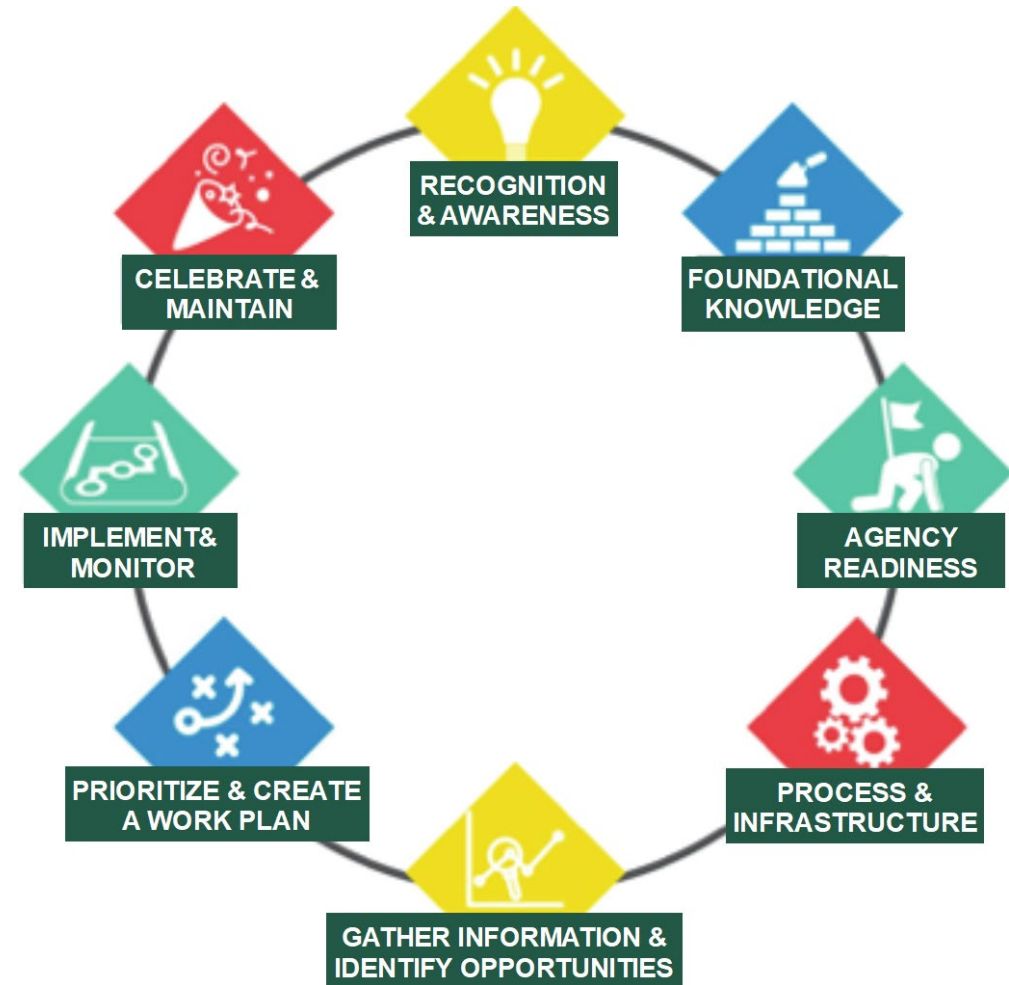 RECOGNITION
& AWARENESS
FOUNDATIONAL
KNOWLEDGE
AGENCY
READINESS
PROCESS &
INFRASTRUCTURE
GATHER INFORMATION &
IDENTIFY OPPORTUNITIES
PRIORITIZE & CREATE
A WORK PLAN
IMPLEMENT&
MONITOR
CELEBRATE &
MAINTAIN